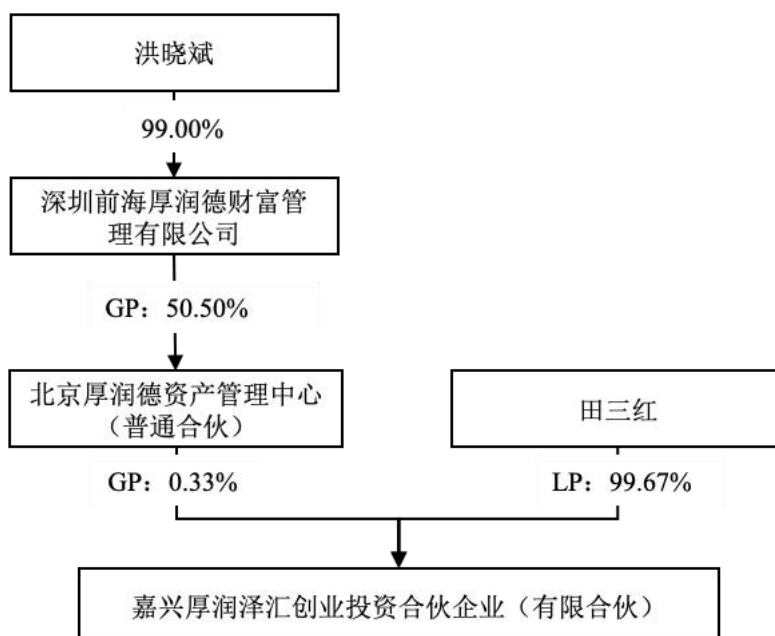 洪晓斌
99.00%
深圳前海厚润德财富管
理有限公司
GP：50.50%
北京厚润德资产管理中心
（普通合伙）
田三红
GP：0.33%
LP：99.67%
嘉兴厚润泽汇创业投资合伙企业（有限合伙）